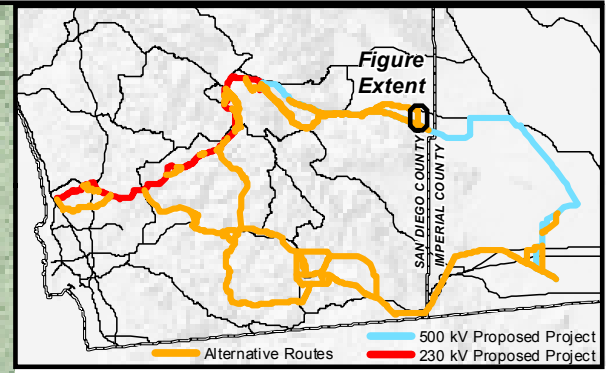 Figure
Extent
SAN DIEGO COUNTY
IMPERIAL COUNTY
500 kV Proposed Project
Alternative Routes
230 kV Proposed Project